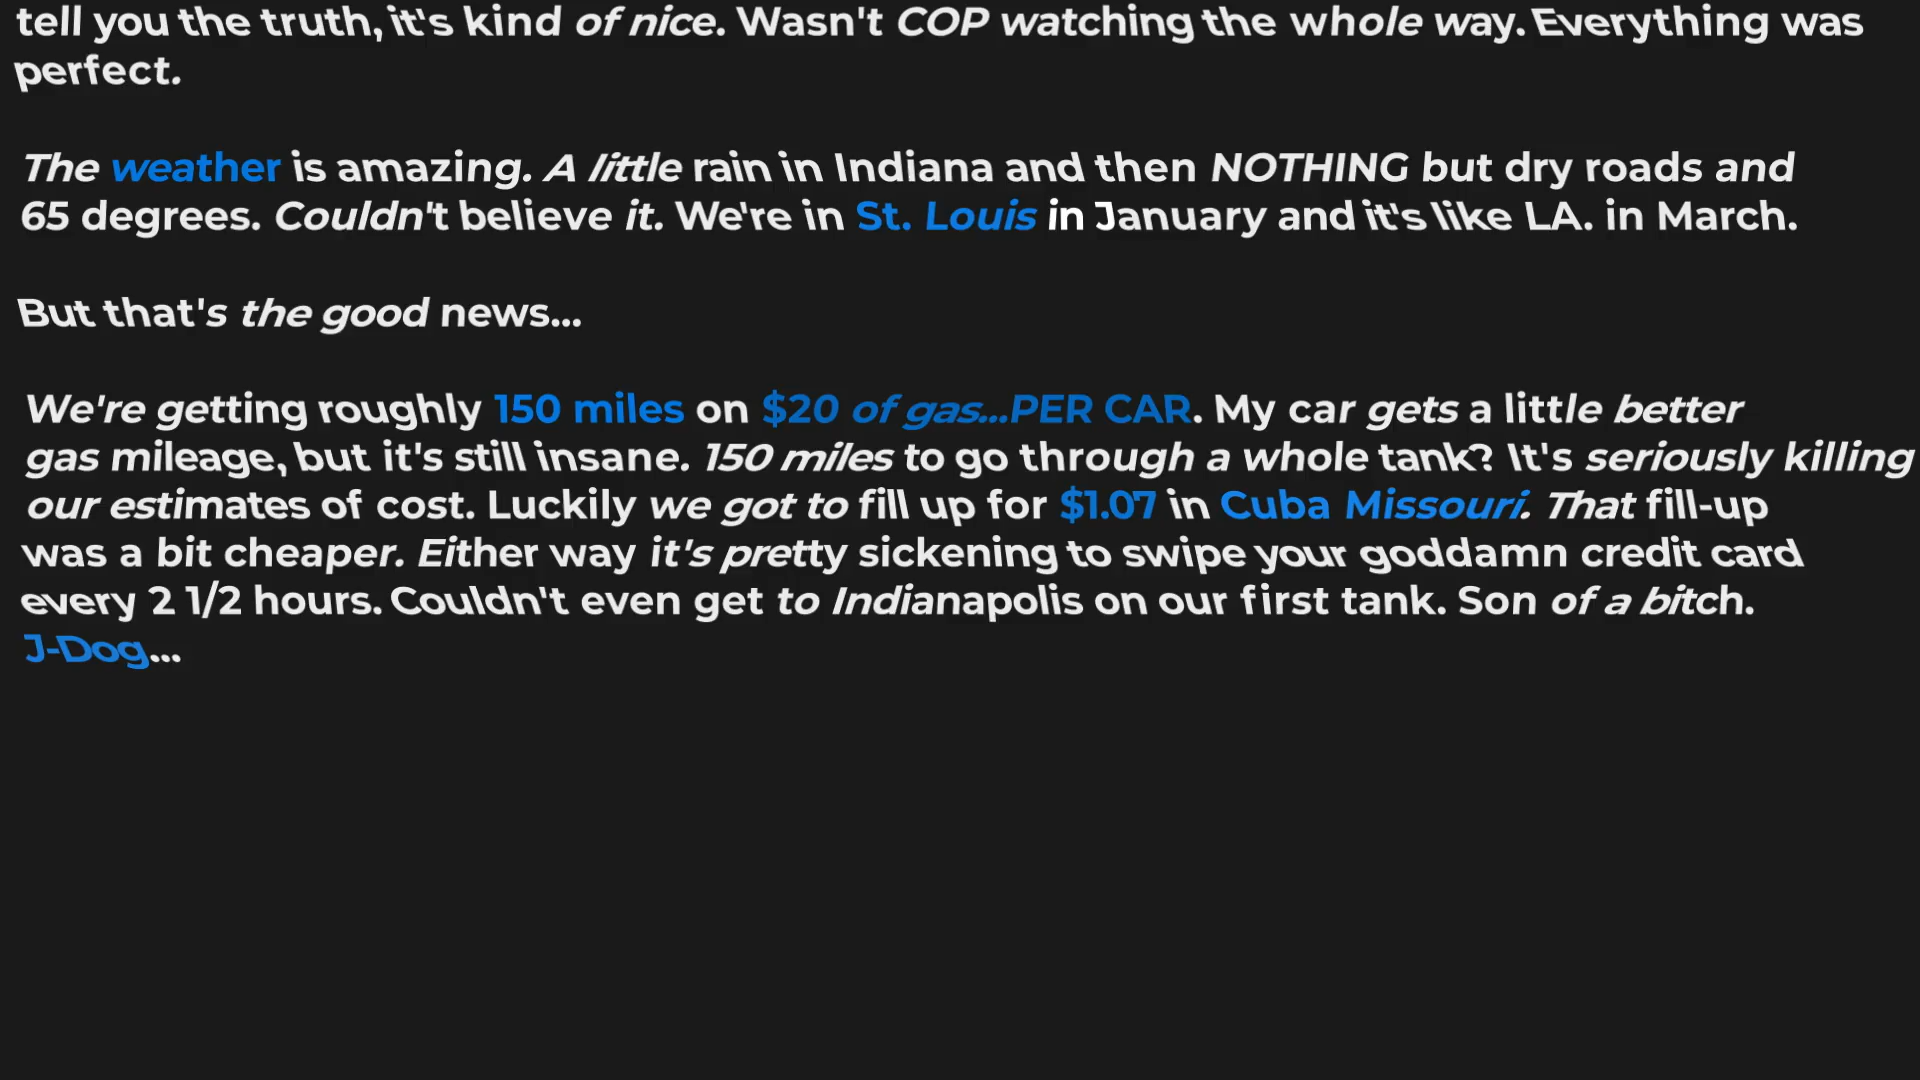 tell you the truth, it's kind of nice. Wasn't COP watching the whole way. Everything was
perfect.
The weather is amazing. A little rain in Indiana and then NOTHING but dry roads and
65 degrees. Couldn't believe it. We're in St. Louis in January and it's like LA. in March.
But that's the good news...
We're getting roughly 150 miles on $20 of gas...PER CAR. My car gets a little better
gas mileage, but it's still insane. 150 miles to go through a whole tank? It's seriously killing
our estimates of cost. Luckily we got to fill up for $1.07 in Cuba Missouri. That fill-up
was a bit cheaper. Either way it's pretty sickening to swipe your goddamn credit card
every 2 1/2 hours. Couldn't even get to Indianapolis on our first tank. Son of a bitch.
J-Dog...